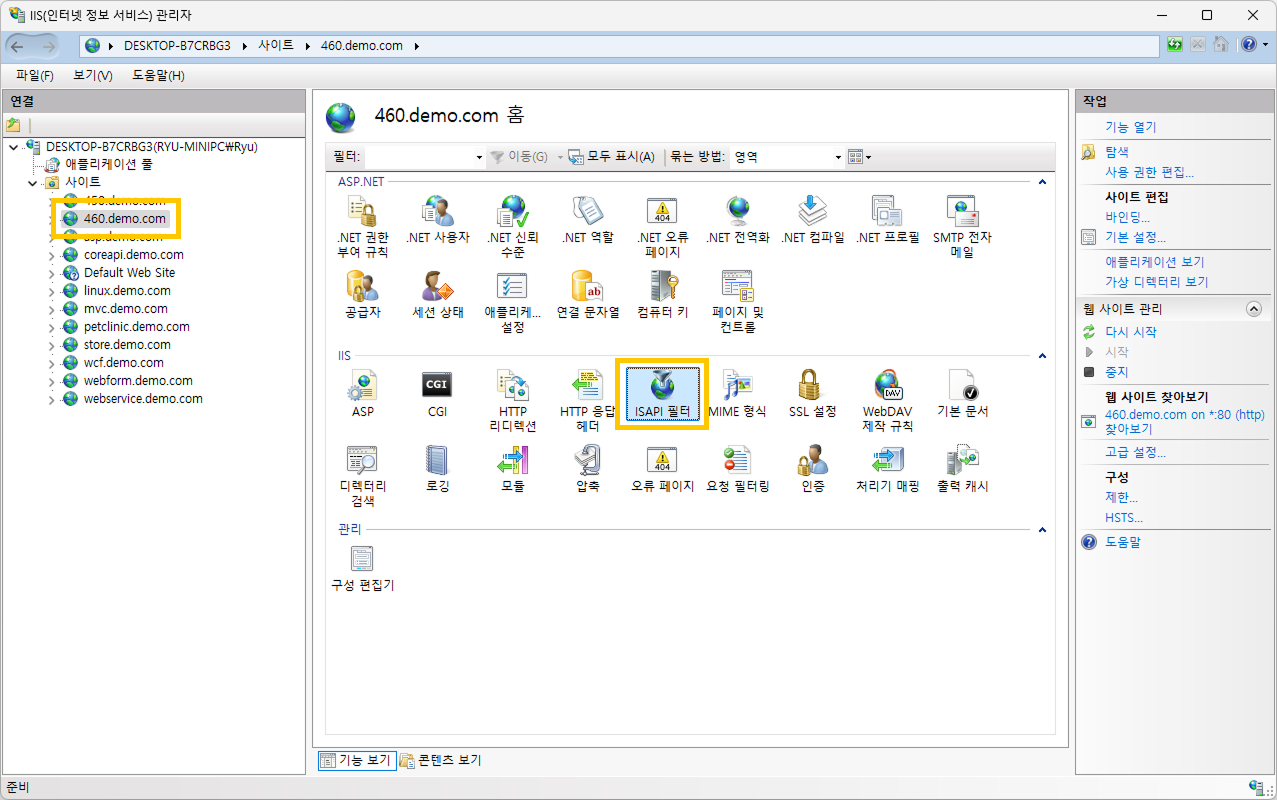 IIS(인터넷 정보 서비스) 관리자
DESKTOP-B7CRBG3 사이트 460.demo.com
파일(F) 보기(V) 도움말(H)
연결
DESKTOP-B7CRBG3(RYU-MINIPC₩Ryu)
애플리케이션 풀
사이트
450.demo.com
460.demo.com
asp.demo.com
coreapi.demo.com
Default Web Site
linux.demo.com
mvc.demo.com
petclinic.demo.com
store.demo.com
wcf.demo.com
webform.demo.com
webservice.demo.com
460.demo.com 홈
필터: 이동(G) 모두 표시(A) 묶는 방법: 영역
ASP.NET
.NET 권한 부여 규칙
.NET 사용자
.NET 신뢰 수준
.NET 역할
404
.NET 오류 페이지
.NET 전역화
.NET 컴파일
.NET 프로필
SMTP 전자 메일
공급자
세션 상태
애플리케... 설정
ab
연결 문자열
컴퓨터 키
페이지 및 컨트롤
IIS
ASP
CGI
CGI
HTTP 리디렉션
HTTP 응답 헤더
ISAPI 필터
MIME 형식
SSL 설정
DAV
WebDAV 제작 규칙
기본 문서
디렉터리 검색
로깅
모듈
압축
404
오류 페이지
요청 필터링
인증
처리기 매핑
출력 캐시
관리
구성 편집기
기능 보기 콘텐츠 보기
작업
기능 열기
탐색
사용 권한 편집...
사이트 편집
바인딩...
기본 설정...
애플리케이션 보기
가상 디렉터리 보기
웹 사이트 관리
다시 시작
시작
중지
웹 사이트 찾아보기
460.demo.com on *:80 (http)
찾아보기
고급 설정...
구성
제한...
HSTS...
도움말
준비